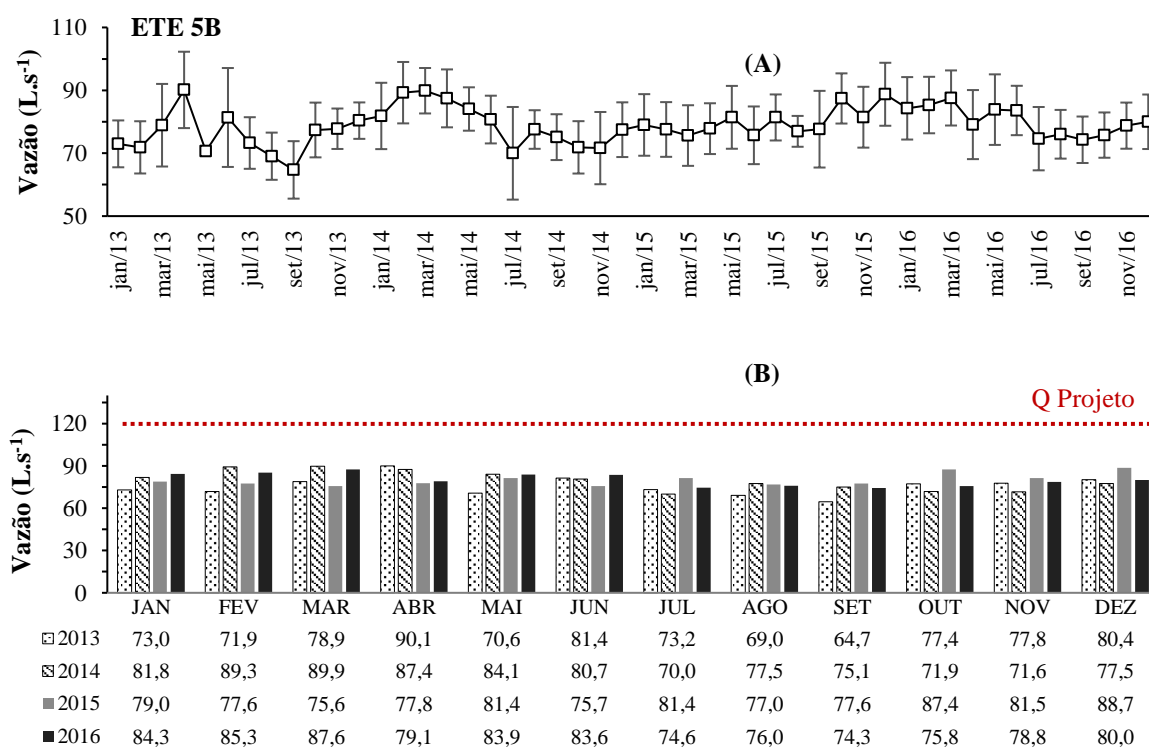 ETE 5B
(A)
Vazão (L.s⁻¹)
110
90
70
50
jan/13 mar/13 mai/13 jul/13 set/13 nov/13 jan/14 mar/14 mai/14 jul/14 set/14 nov/14 jan/15 mar/15 mai/15 jul/15 set/15 nov/15 jan/16 mar/16 mai/16 jul/16 set/16 nov/16
(B)
Q Projeto
Vazão (L.s⁻¹)
120
90
60
30
0
JAN FEV MAR ABR MAI JUN JUL AGO SET OUT NOV DEZ
2013 73,0 71,9 78,9 90,1 70,6 81,4 73,2 69,0 64,7 77,4 77,8 80,4
2014 81,8 89,3 89,9 87,4 84,1 80,7 70,0 77,5 75,1 71,9 71,6 77,5
2015 79,0 77,6 75,6 77,8 81,4 75,7 81,4 77,0 77,6 87,4 81,5 88,7
2016 84,3 85,3 87,6 79,1 83,9 83,6 74,6 76,0 74,3 75,8 78,8 80,0